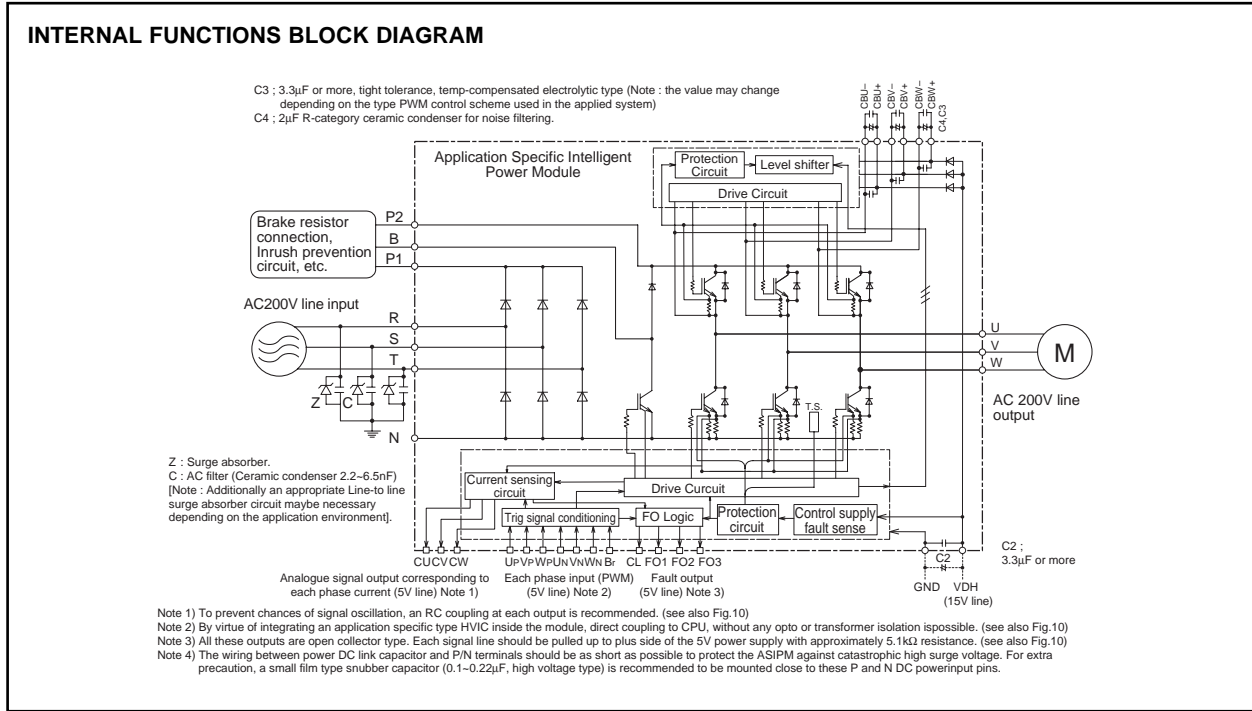 INTERNAL FUNCTIONS BLOCK DIAGRAM
C3 ; 3.3µF or more, tight tolerance, temp-compensated electrolytic type (Note : the value may change
depending on the type PWM control scheme used in the applied system)
C4 ; 2µF R-category ceramic condenser for noise filtering.
CBU–
CBU+
CBV–
CBV+
CBW–
CBW+
C4,C3
Application Specific Intelligent
Power Module
Protection
Circuit
Level shifter
Drive Circuit
Brake resistor
connection,
Inrush prevention
circuit, etc.
P2
B
P1
AC200V line input
R
S
T
Z
C
N
U
V
W
M
AC 200V line
output
T.S.
Z : Surge absorber.
C : AC filter (Ceramic condenser 2.2~6.5nF)
[Note : Additionally an appropriate Line-to line
surge absorber circuit maybe necessary
depending on the application environment].
Current sensing
circuit
Drive Curcuit
Trig signal conditioning
FO Logic
Protection
circuit
Control supply
fault sense
CU CV CW
UP VP WP UN VN WN Br
CL FO1 FO2 FO3
Analogue signal output corresponding to
each phase current (5V line) Note 1)
Each phase input (PWM)
(5V line) Note 2)
Fault output
(5V line) Note 3)
C2
GND VDH
(15V line)
C2 ;
3.3µF or more
Note 1) To prevent chances of signal oscillation, an RC coupling at each output is recommended. (see also Fig.10)
Note 2) By virtue of integrating an application specific type HVIC inside the module, direct coupling to CPU, without any opto or transformer isolation ispossible. (see also Fig.10)
Note 3) All these outputs are open collector type. Each signal line should be pulled up to plus side of the 5V power supply with approximately 5.1kΩ resistance. (see also Fig.10)
Note 4) The wiring between power DC link capacitor and P/N terminals should be as short as possible to protect the ASIPM against catastrophic high surge voltage. For extra
precaution, a small film type snubber capacitor (0.1~0.22µF, high voltage type) is recommended to be mounted close to these P and N DC powerinput pins.